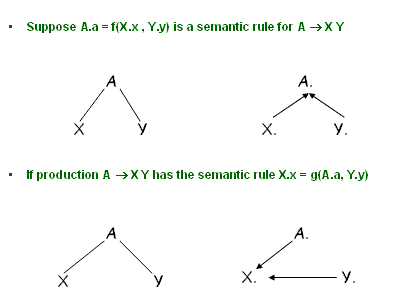 • Suppose A.a = f(X.x , Y.y) is a semantic rule for A → X Y
A A.
X Y X. Y.
• If production A → X Y has the semantic rule X.x = g(A.a, Y.y)
A A.
X Y X. Y.